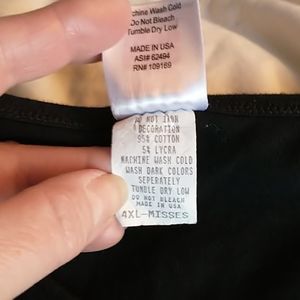 Machine Wash Cold
Do Not Bleach
Tumble Dry Low
MADE IN USA
ASI# 62494
RN# 109169
DO NOT IRON
DECORATION
95% COTTON
5% LYCRA
MACHINE WASH COLD
WASH DARK COLORS
SEPERATELY
TUMBLE DRY LOW
DO NOT BLEACH
MADE IN USA
4XL-MISSES